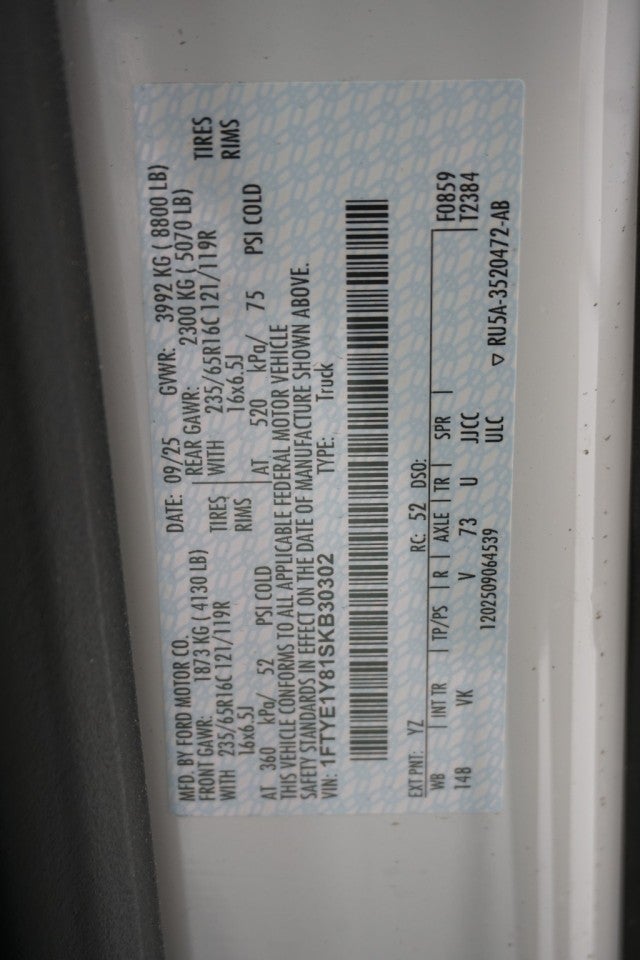 MFD. BY FORD MOTOR CO. DATE: 09/25 GVWR: 3992 KG ( 8800 LB)
FRONT GAWR: 1873 KG ( 4130 LB) REAR GAWR: 2300 KG ( 5070 LB)
WITH 235/65R16C 121/119R TIRES WITH 235/65R16C 121/119R TIRES
16x6.5J RIMS 16x6.5J RIMS
AT 360 kPa/ 52 PSI COLD AT 520 kPa/ 75 PSI COLD
THIS VEHICLE CONFORMS TO ALL APPLICABLE FEDERAL MOTOR VEHICLE
SAFETY STANDARDS IN EFFECT ON THE DATE OF MANUFACTURE SHOWN ABOVE.
VIN: 1FTYE1Y81SKB30302 TYPE: Truck
EXT PNT: YZ RC: 52 DSO:
WB INT TR TP/PS R AXLE TR SPR F0859
148 VK V 73 U JJCC T2384
1202509064539 ULC ▽ RU5A-3520472-AB